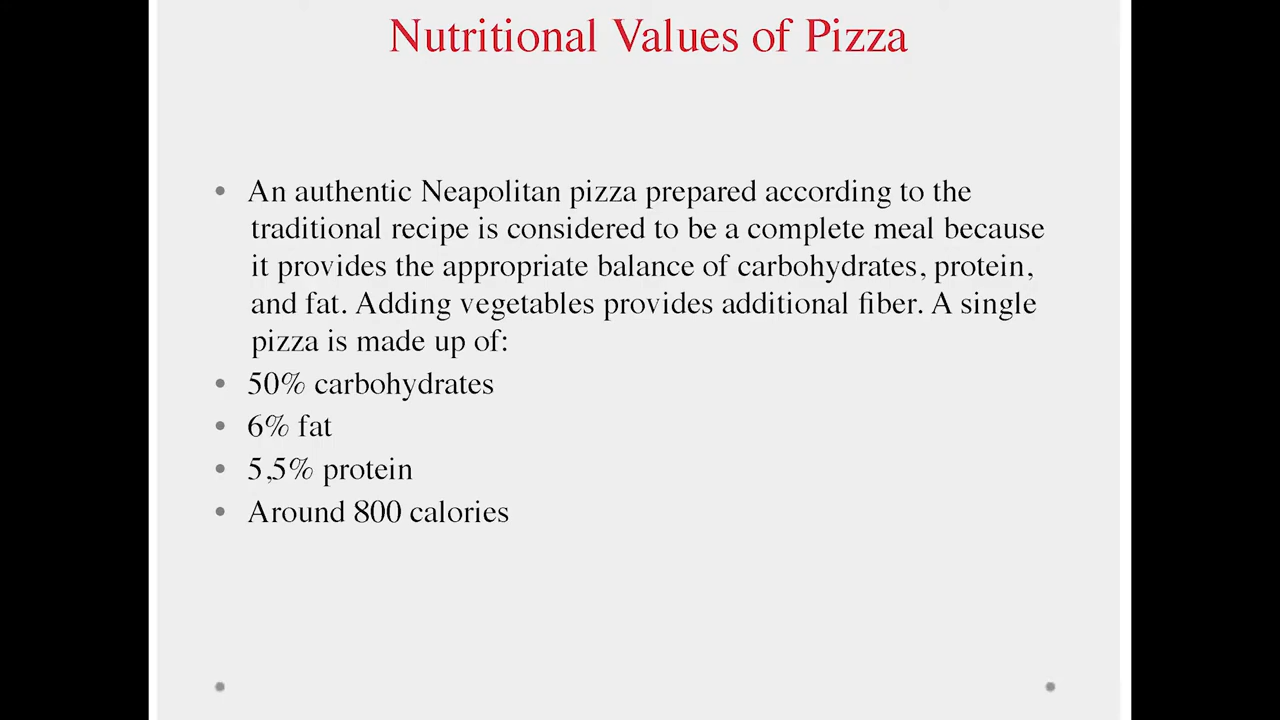 Nutritional Values of Pizza
• An authentic Neapolitan pizza prepared according to the
traditional recipe is considered to be a complete meal because
it provides the appropriate balance of carbohydrates, protein,
and fat. Adding vegetables provides additional fiber. A single
pizza is made up of:
• 50% carbohydrates
• 6% fat
• 5,5% protein
• Around 800 calories